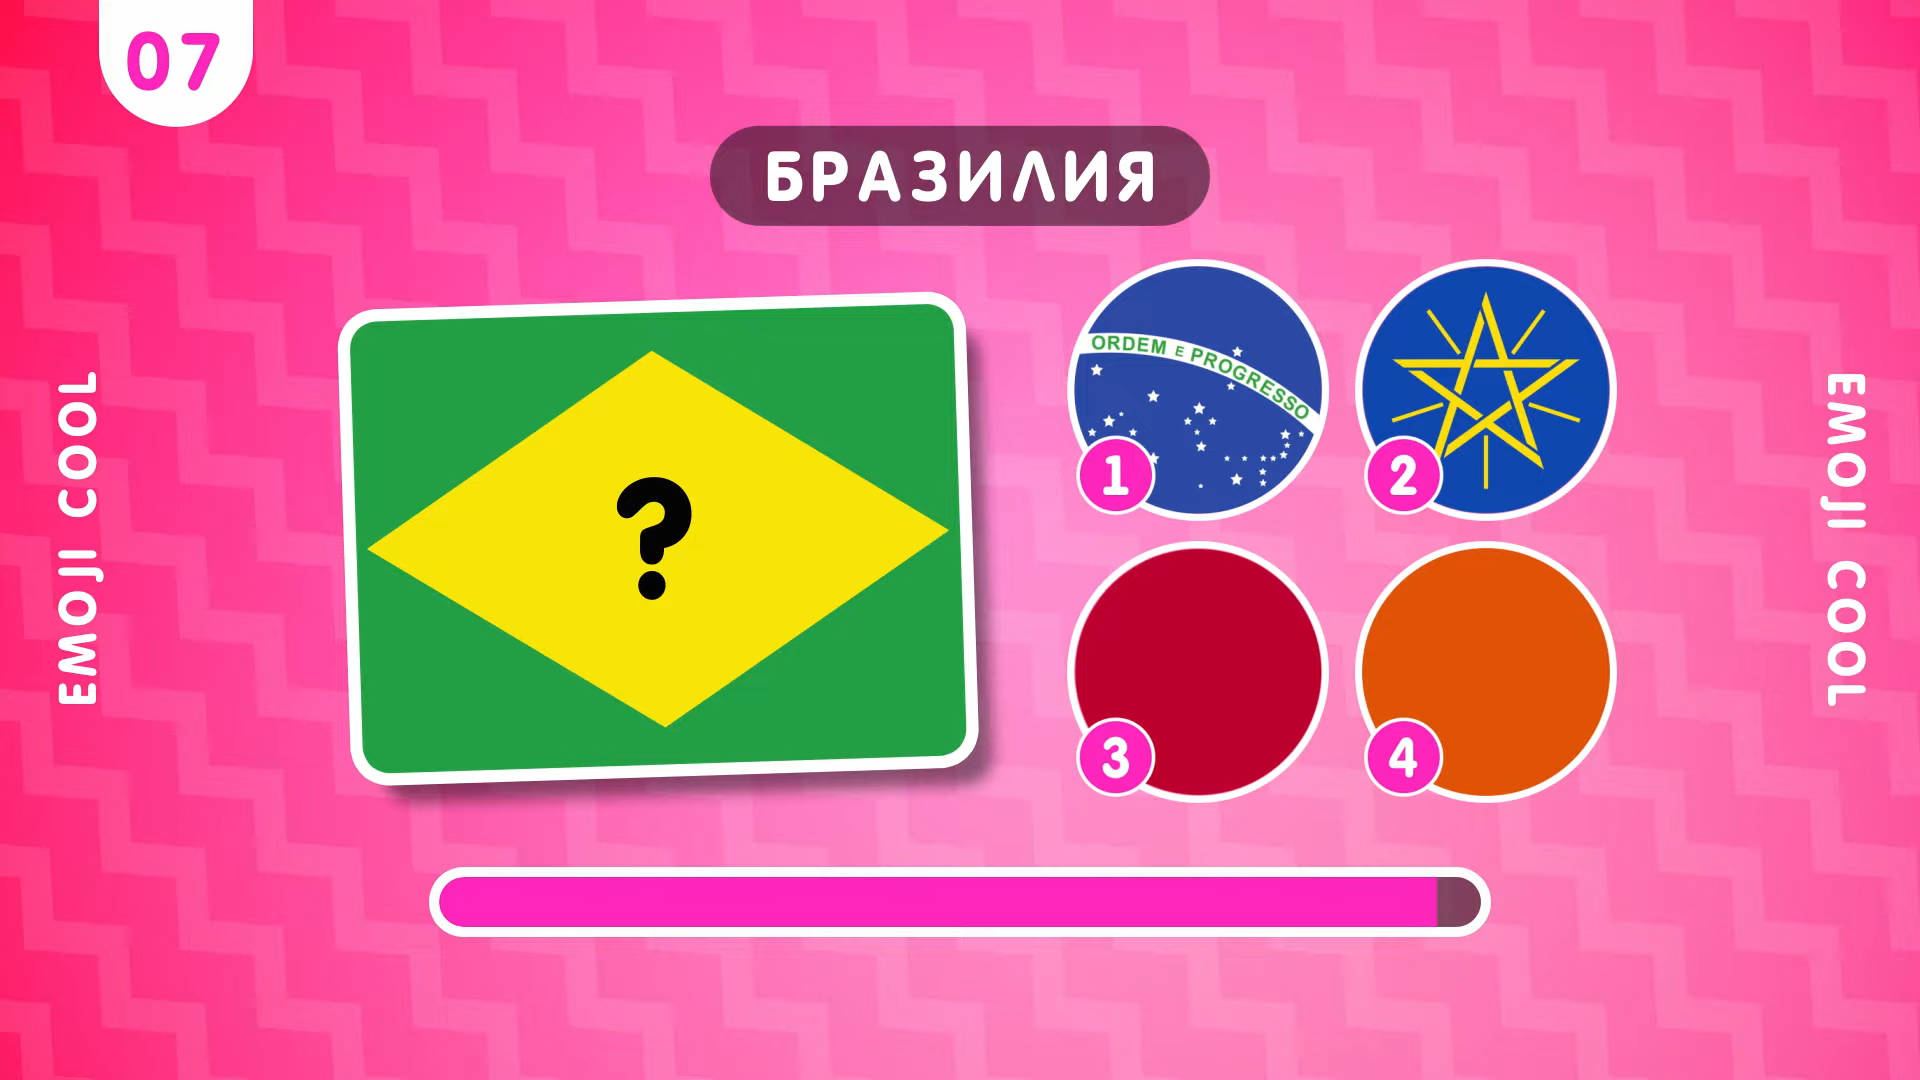 07
БРАЗИЛИЯ
EMOJI COOL
?
ORDEM E PROGRESSO
1
2
3
4
EMOJI COOL